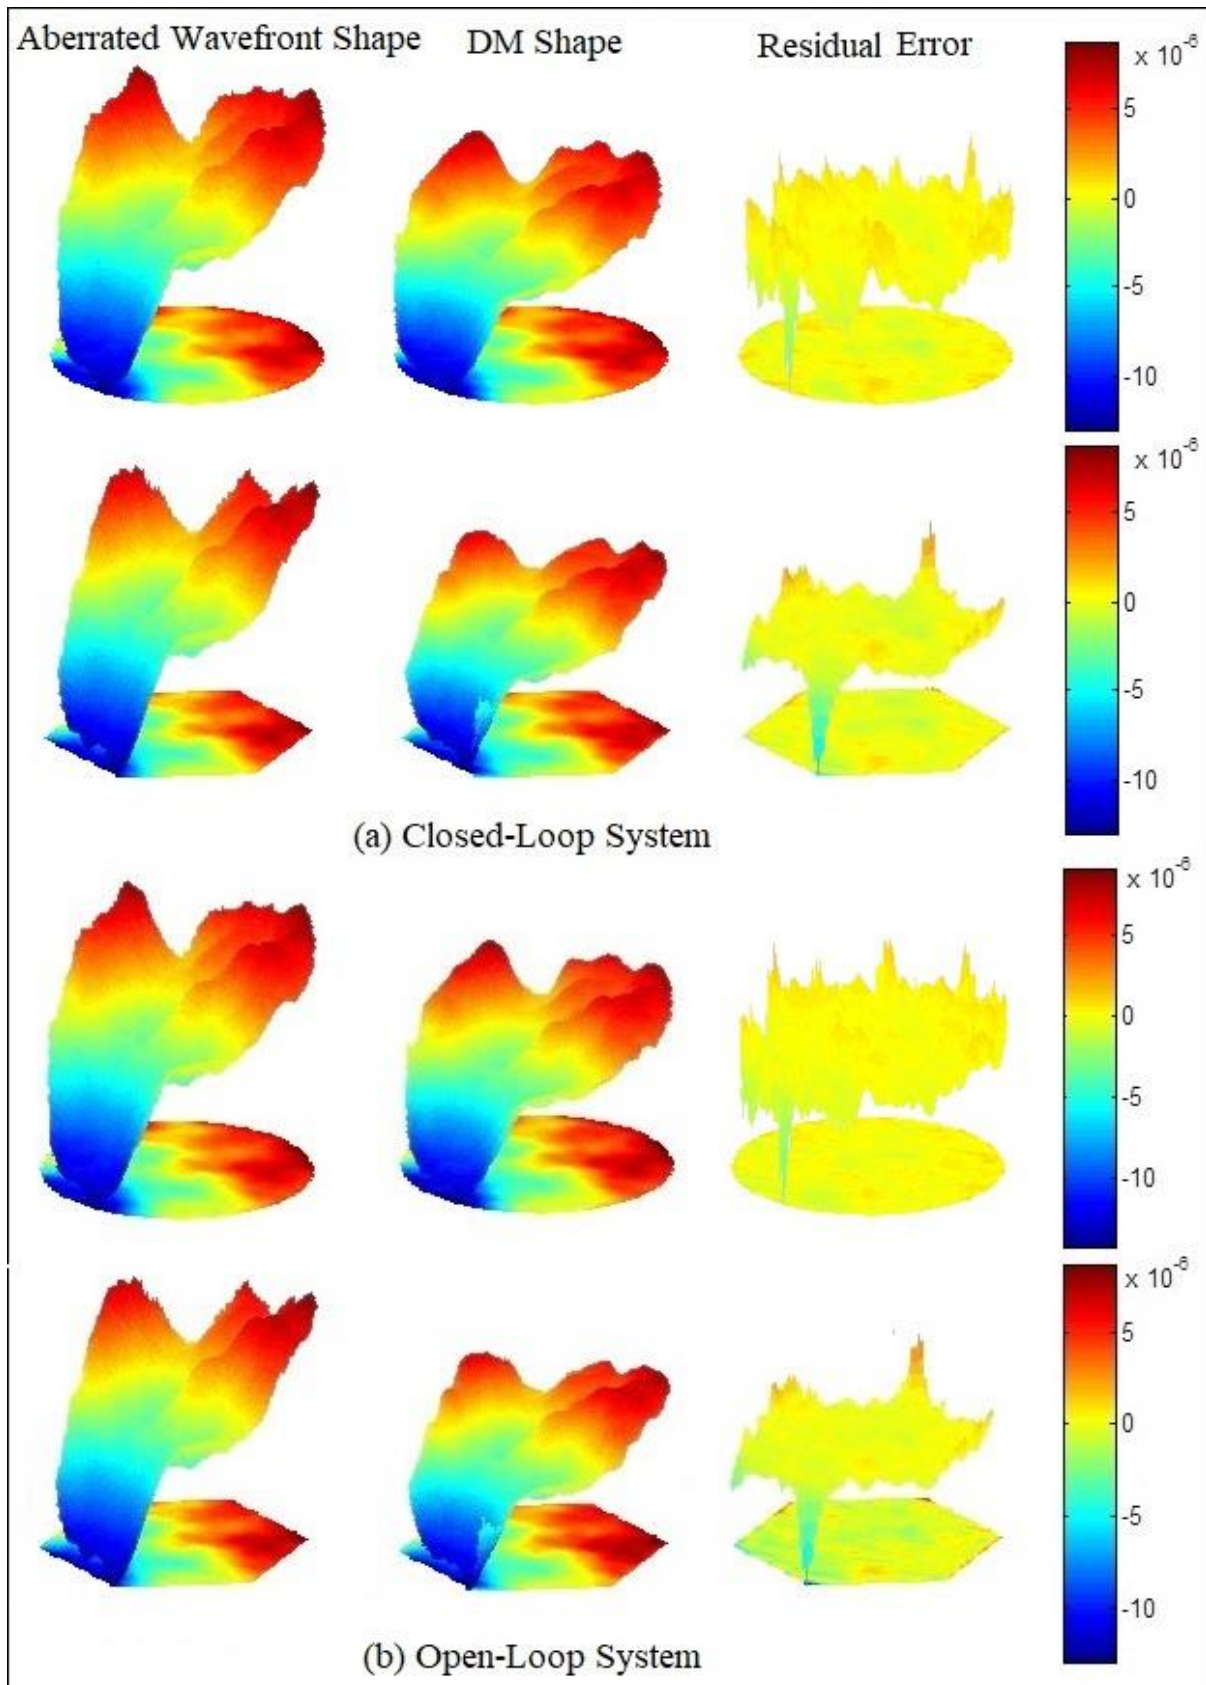 Aberrated Wavefront Shape DM Shape Residual Error
x 10⁻⁶
5
0
-5
-10
x 10⁻⁶
5
0
-5
-10
(a) Closed-Loop System
x 10⁻⁶
5
0
-5
-10
x 10⁻⁶
5
0
-5
-10
(b) Open-Loop System